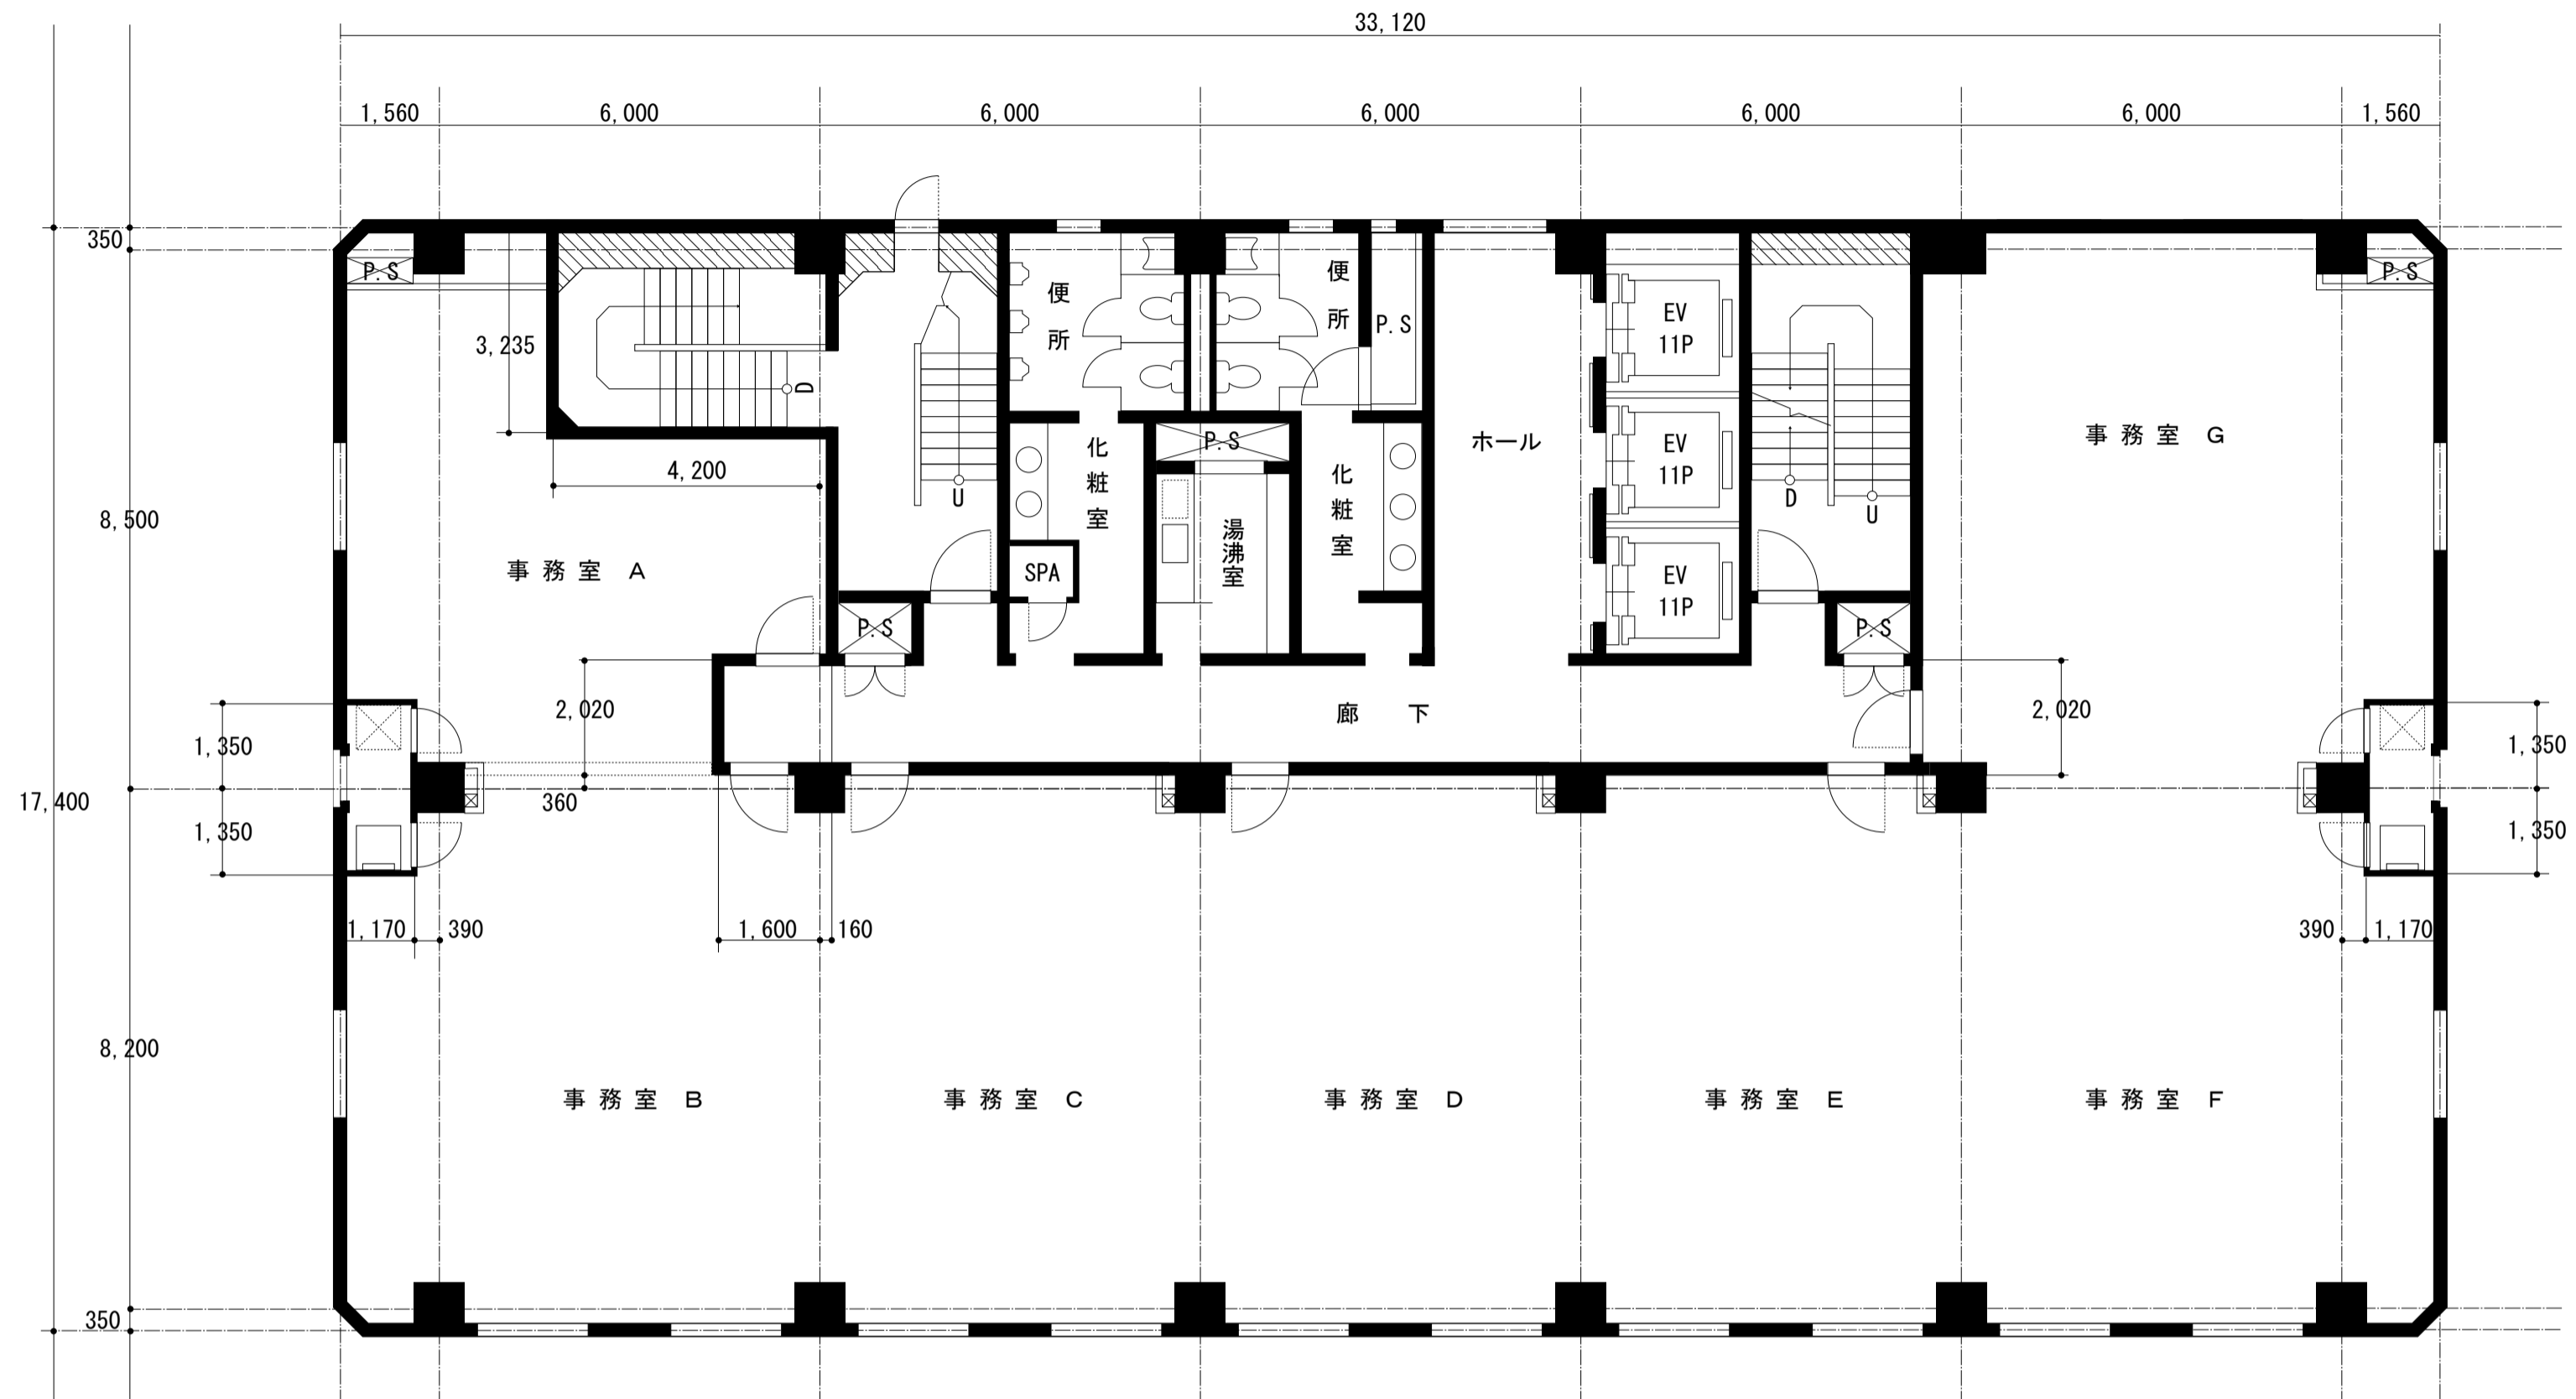 33,120
1,560
6,000
6,000
6,000
6,000
6,000
1,560
350
P.S
P.S
便所
便所
P.S
EV
11P
3,235
D
事務室 G
ホール
化粧室
P.S
EV
11P
4,200
化粧室
U
D
U
8,500
湯沸室
事務室 A
SPA
EV
11P
P.S
P.S
2,020
廊 下
2,020
1,350
1,350
17,400
360
1,350
1,350
1,170
390
1,600
160
390
1,170
8,200
事務室 B
事務室 C
事務室 D
事務室 E
事務室 F
350